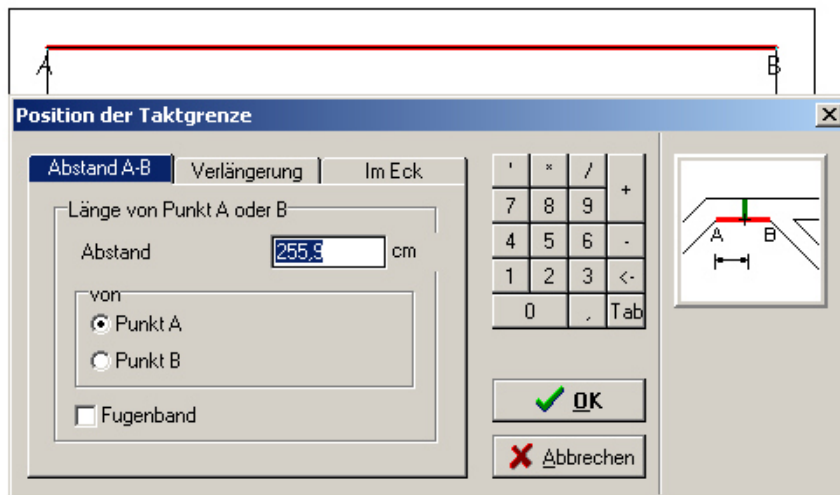 A B
Position der Taktgrenze
Abstand A-B Verlängerung Im Eck
Länge von Punkt A oder B
Abstand 255,9 cm
von
Punkt A
Punkt B
Fugenband
' * / +
7 8 9
4 5 6 -
1 2 3 <-
0 , Tab
OK
Abbrechen
A B